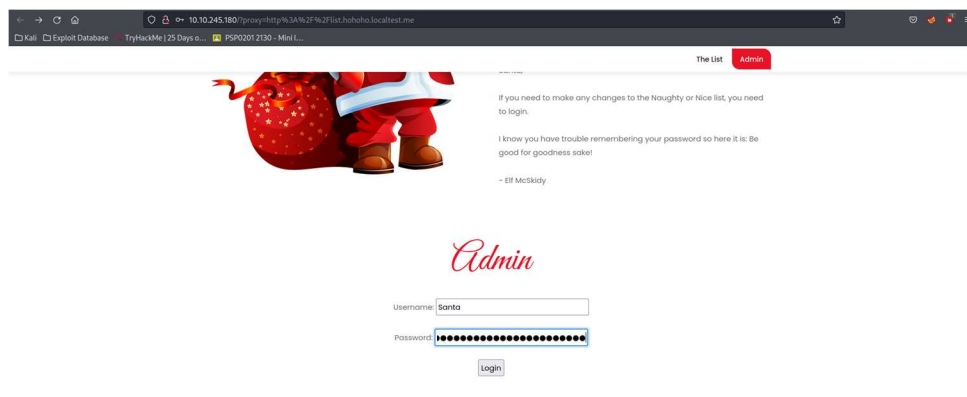 10.10.245.180/?proxy=http%3A%2F%2Flist.hohoho.localtest.me
Kali Exploit Database TryHackMe | 25 Days o... PSP0201 2130 - Mini I....
The List Admin
Santa,
If you need to make any changes to the Naughty or Nice list, you need
to login.
I know you have trouble remembering your password so here it is: Be
good for goodness sake!
- Elf McSkidy
Admin
Username: Santa
Password:
Login